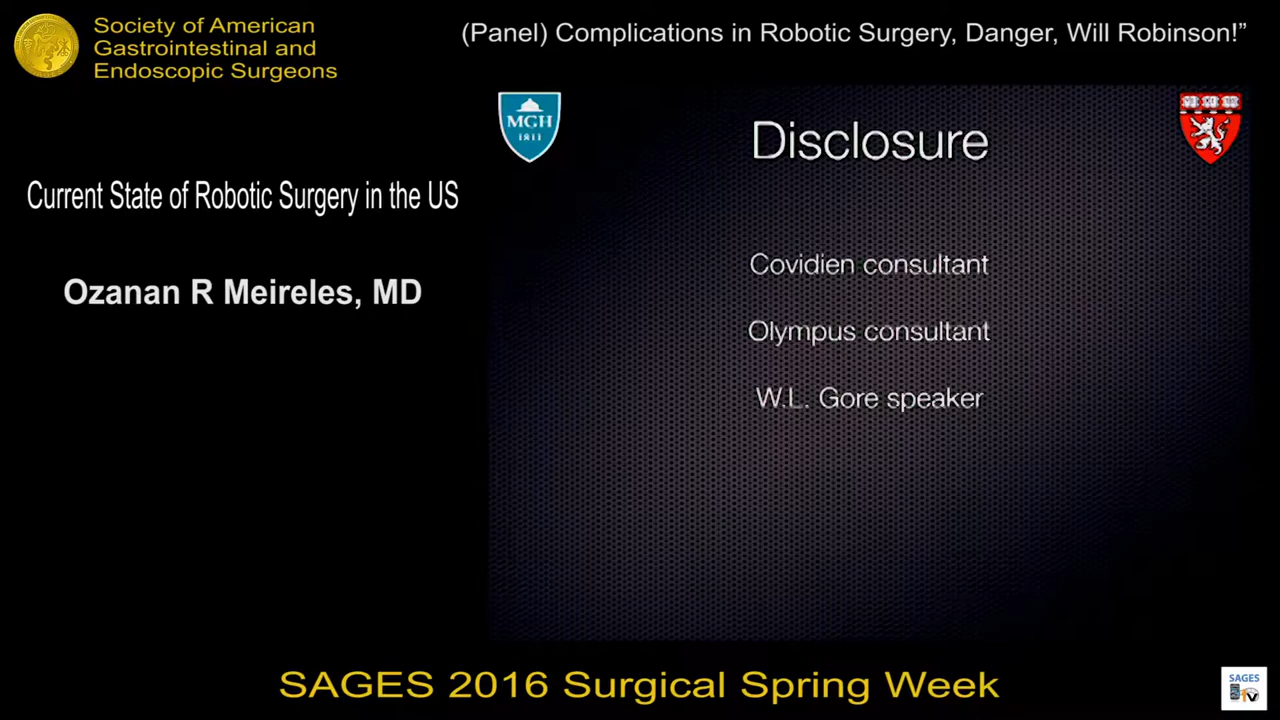 Society of American
Gastrointestinal and
Endoscopic Surgeons
(Panel) Complications in Robotic Surgery, Danger, Will Robinson!”
MGH
1811
Disclosure
Current State of Robotic Surgery in the US
Ozanan R Meireles, MD
Covidien consultant
Olympus consultant
W.L. Gore speaker
SAGES 2016 Surgical Spring Week
SAGES
TV